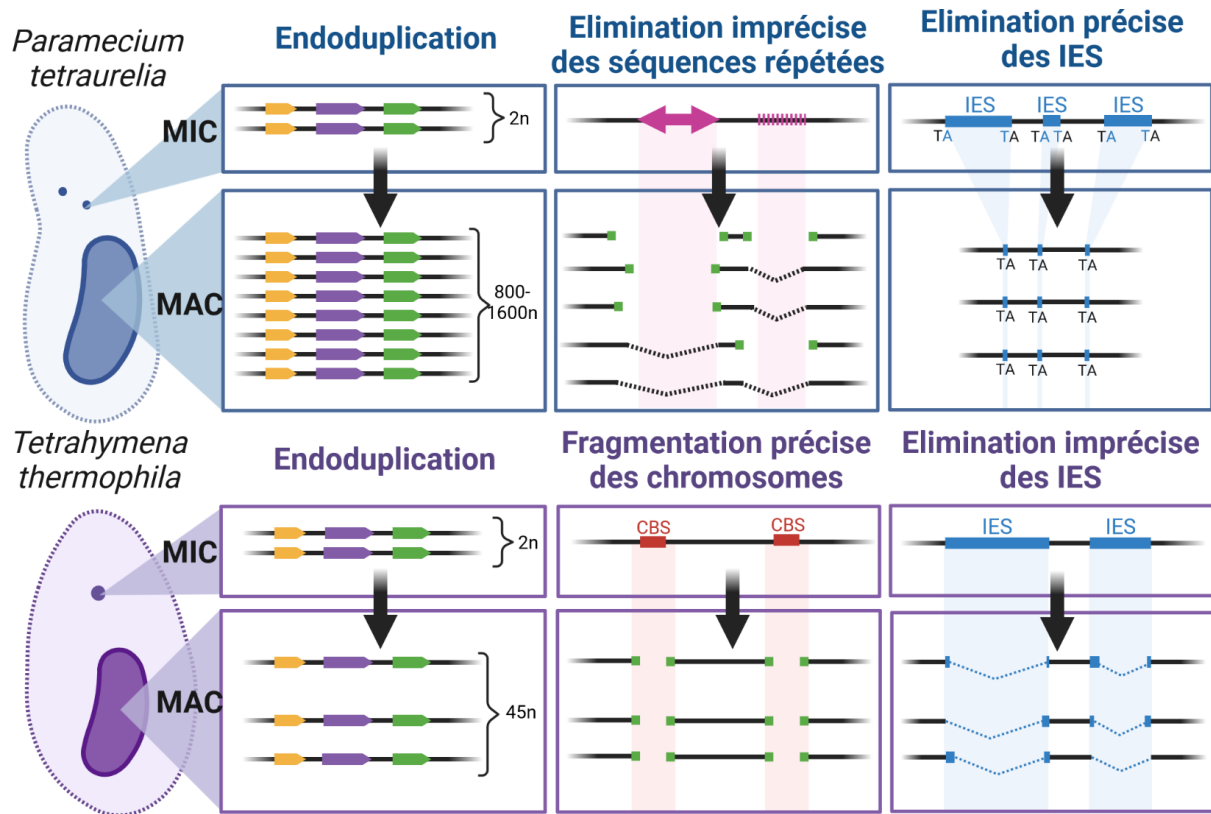 Paramecium
tetraurelia
Endoduplication
Elimination imprécise
des séquences répétées
Elimination précise
des IES
MIC
2n
IES IES IES
TA TA TA TA TA TA
MAC
800-
1600n
TA TA TA
TA TA TA
TA TA TA
Tetrahymena
thermophila
Endoduplication
Fragmentation précise
des chromosomes
Elimination imprécise
des IES
MIC
2n
CBS CBS
IES IES
MAC
45n